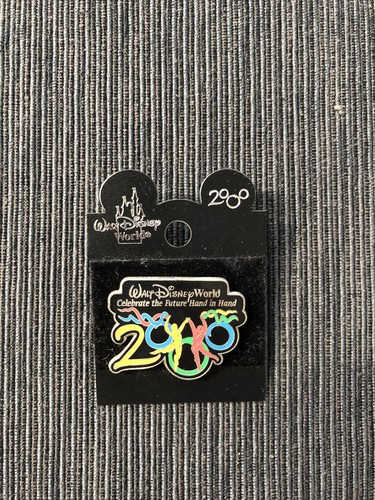 Walt Disney
World®
2000
Walt Disney World
Celebrate the Future Hand in Hand
2000